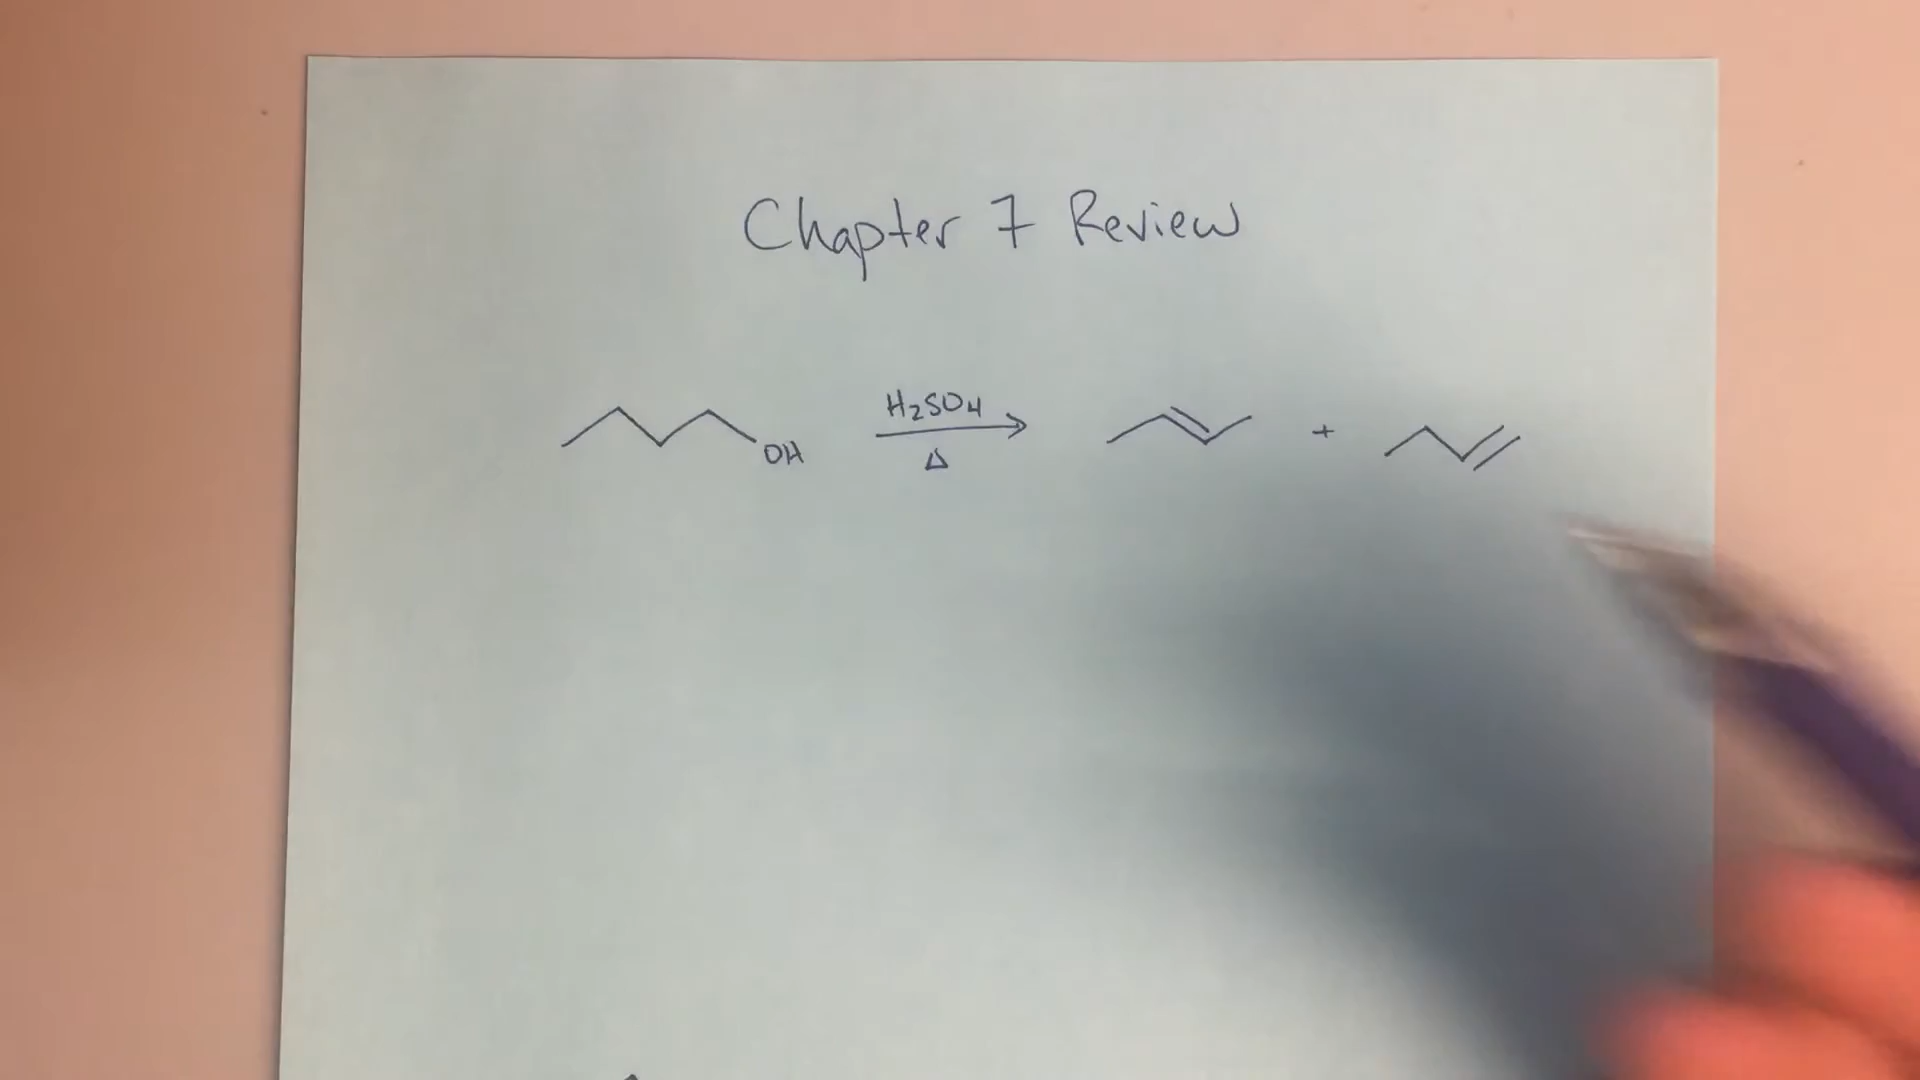 Chapter 7 Review
OH H₂SO₄ Δ +